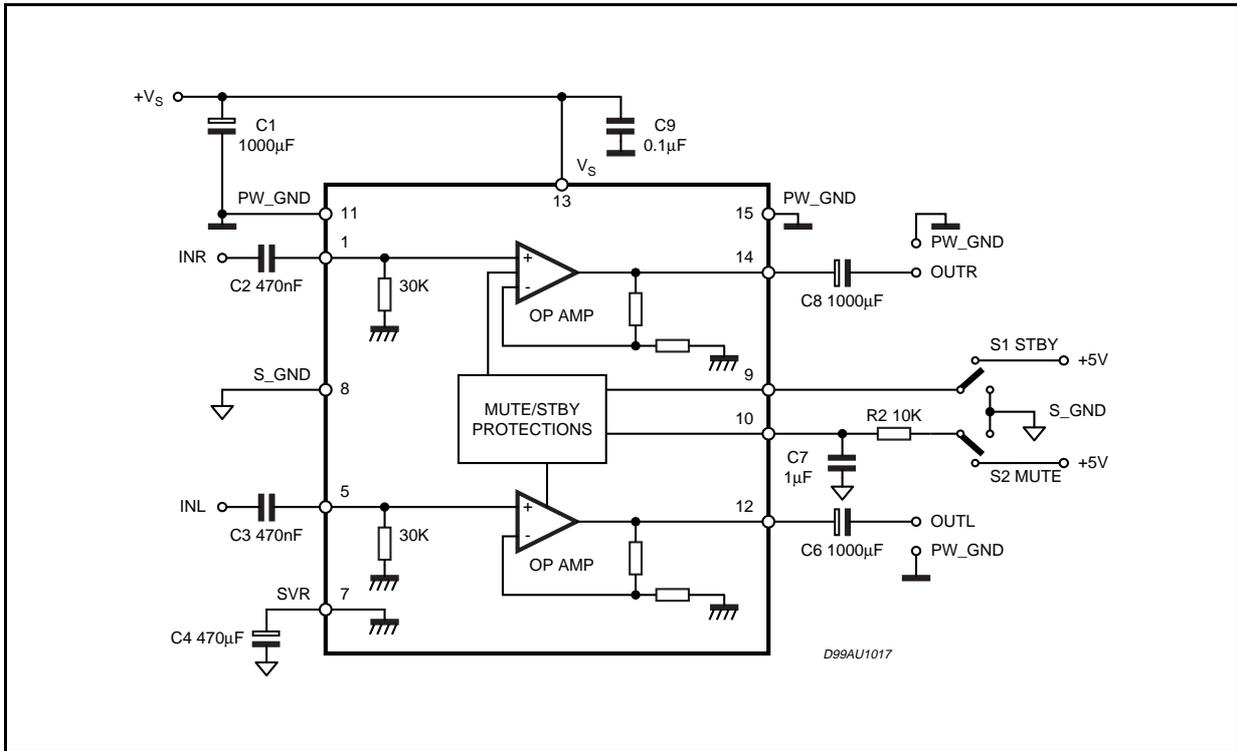 +VS
C1
1000µF
C9
0.1µF
VS
13
PW_GND
11
15
PW_GND
INR
C2 470nF
1
30K
+
-
OP AMP
14
C8 1000µF
PW_GND
OUTR
S_GND
8
MUTE/STBY
PROTECTIONS
9
10
S1 STBY
+5V
S_GND
R2 10K
C7
1µF
S2 MUTE
+5V
INL
C3 470nF
5
30K
+
-
OP AMP
12
C6 1000µF
OUTL
PW_GND
SVR
7
C4 470µF
D99AU1017